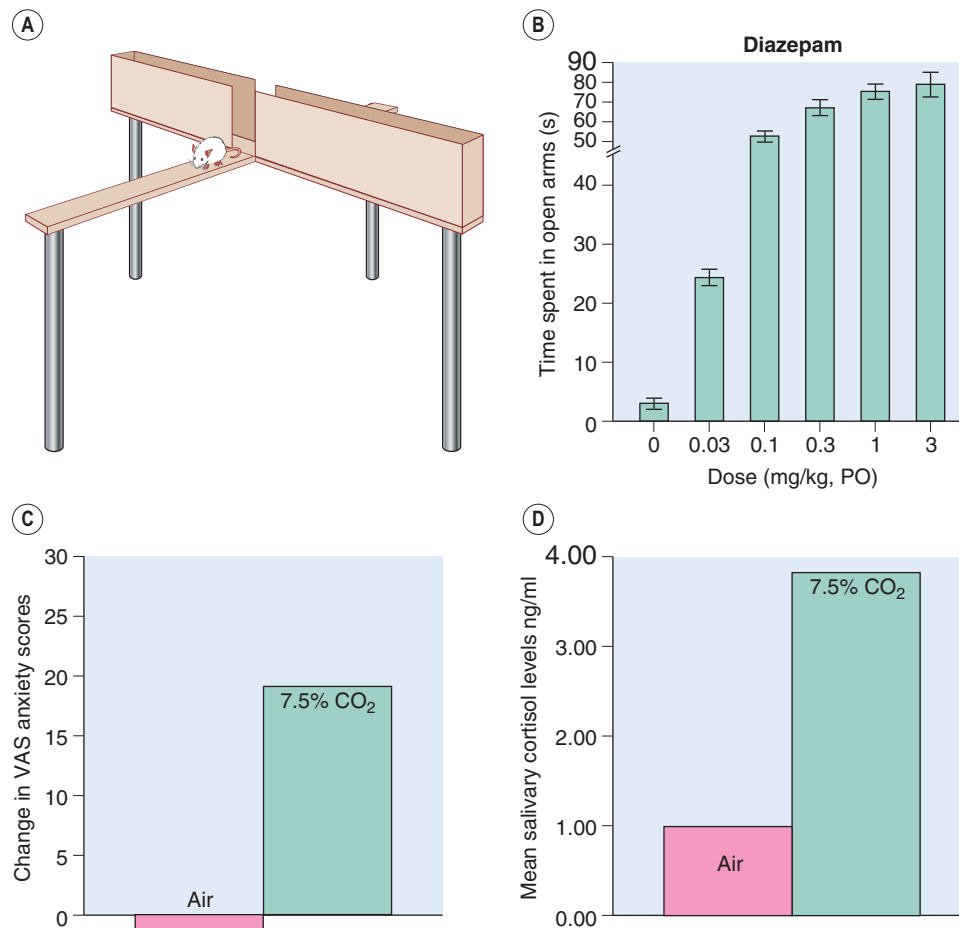 A
B
Diazepam
Time spent in open arms (s)
90
80
70
60
50
40
30
20
10
0
0 0.03 0.1 0.3 1 3
Dose (mg/kg, PO)
C
Change in VAS anxiety scores
30
25
20
15
10
5
0
7.5% CO₂
Air
D
Mean salivary cortisol levels ng/ml
4.00
3.00
2.00
1.00
0.00
7.5% CO₂
Air